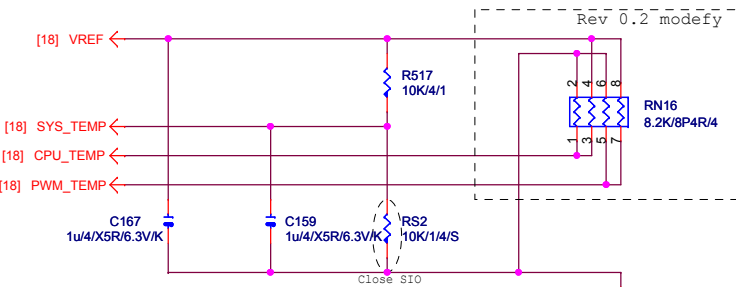 Rev 0.2 modefy
[18] VREF
R517
10K/4/1
2 4 6 8
RN16
8.2K/8P4R/4
1 3 5 7
[18] SYS_TEMP
[18] CPU_TEMP
[18] PWM_TEMP
C167
1u/4/X5R/6.3V/K
C159
1u/4/X5R/6.3V/K
RS2
10K/1/4/S
Close SIO